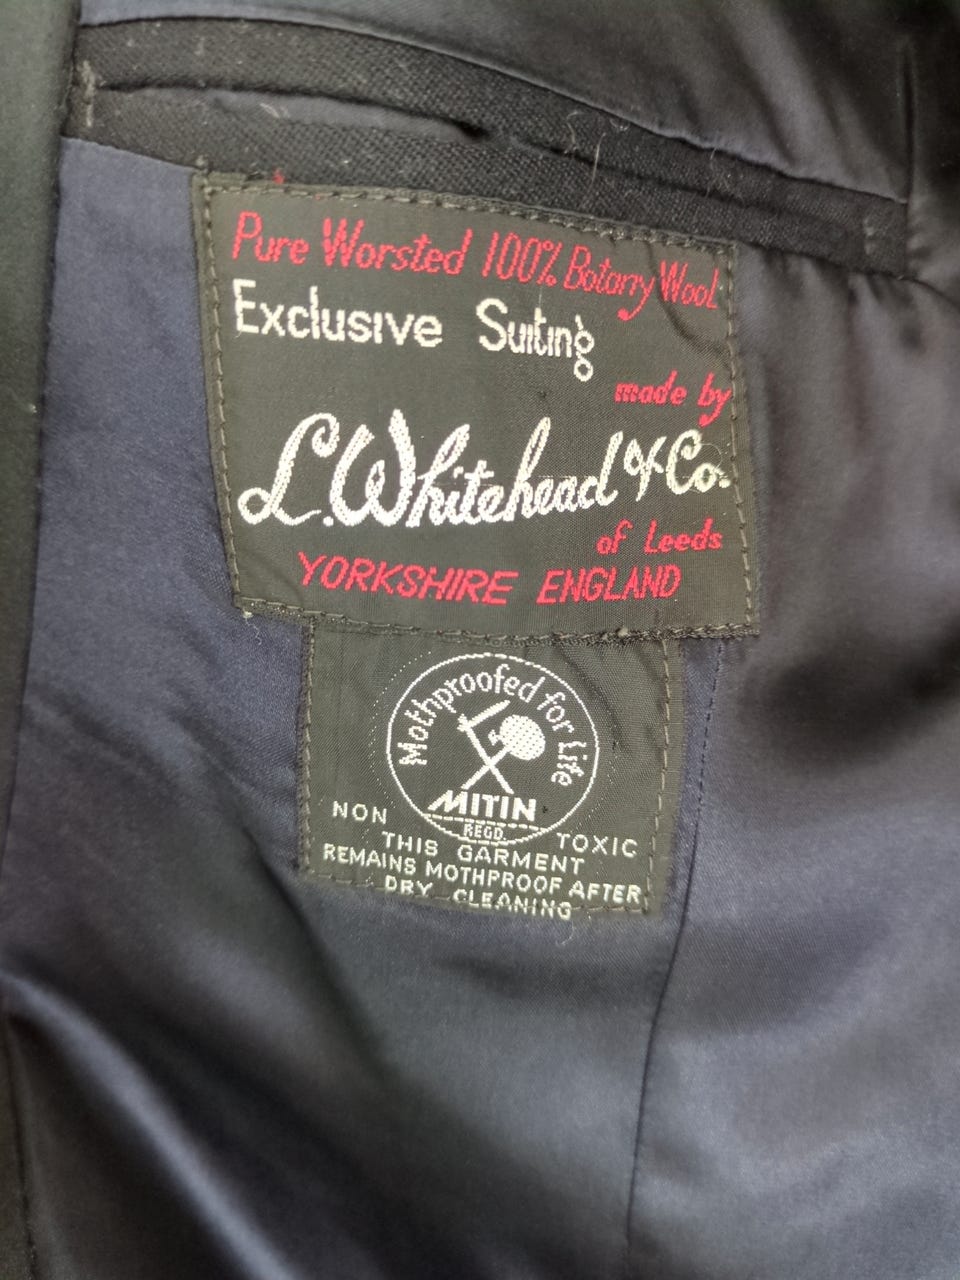 Pure Worsted 100% Botany Wool
Exclusive Suiting
made by
L. Whitehead & Co.
of Leeds
YORKSHIRE ENGLAND
Mothproofed for Life
MITIN
REGD.
NON TOXIC
THIS GARMENT
REMAINS MOTHPROOF AFTER
DRY CLEANING